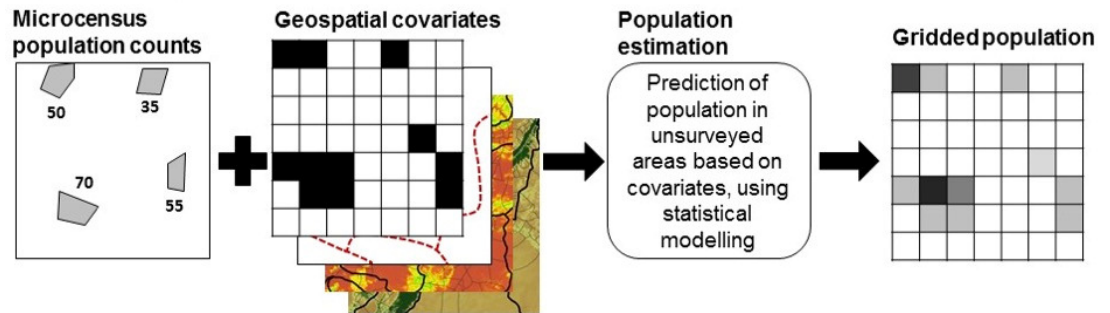 Microcensus
population counts
50
35
70
55
Geospatial covariates
Population
estimation
Prediction of
population in
unsurveyed
areas based on
covariates, using
statistical
modelling
Gridded population